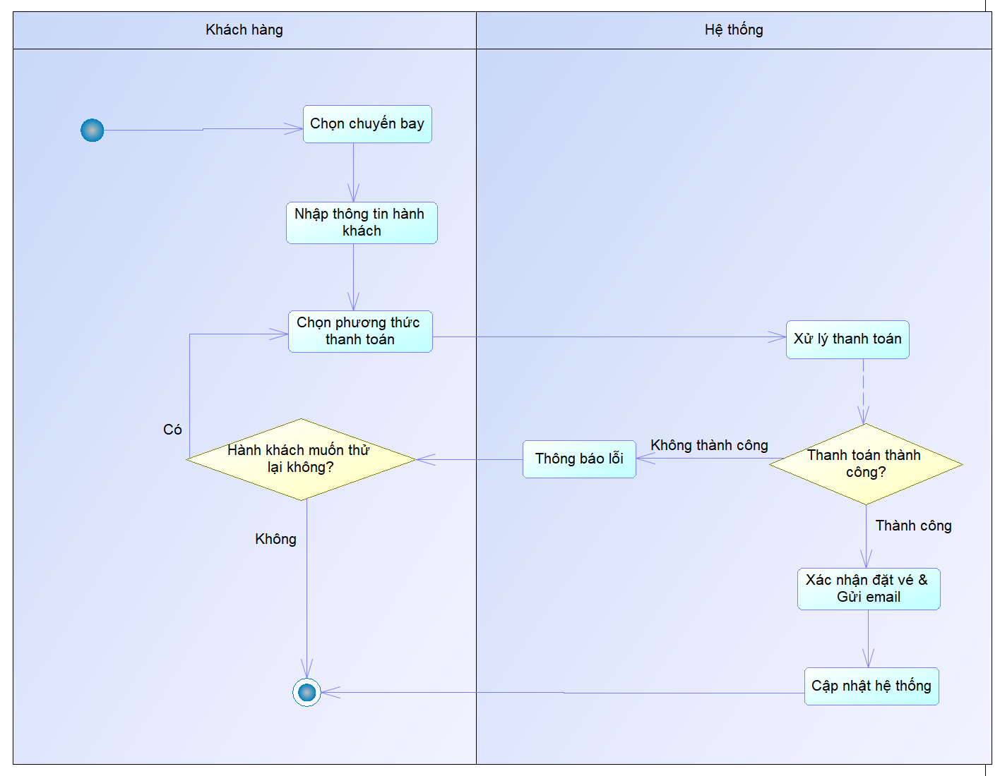 Khách hàng
Hệ thống
Chọn chuyến bay
Nhập thông tin hành
khách
Chọn phương thức
thanh toán
Xử lý thanh toán
Có
Hành khách muốn thử
lại không?
Thông báo lỗi
Không thành công
Thanh toán thành
công?
Không
Thành công
Xác nhận đặt vé &
Gửi email
Cập nhật hệ thống